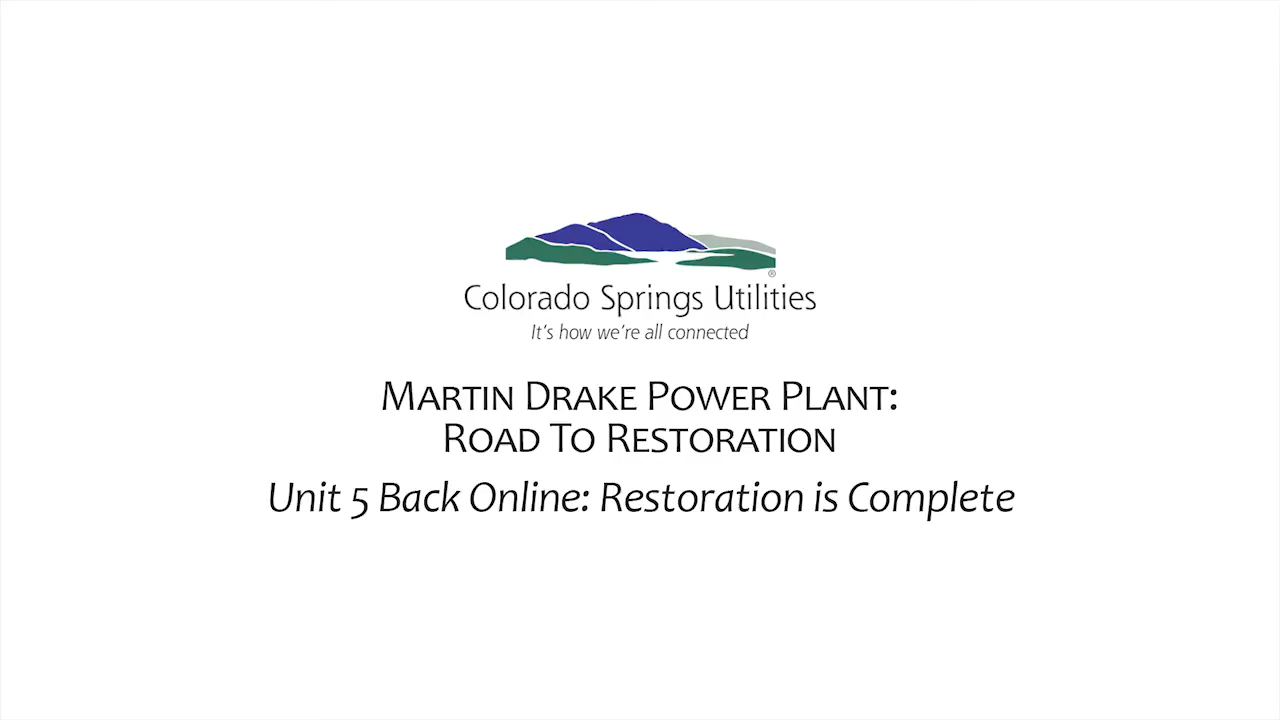 ®
Colorado Springs Utilities
It's how we're all connected
Martin Drake Power Plant:
Road To Restoration
Unit 5 Back Online: Restoration is Complete